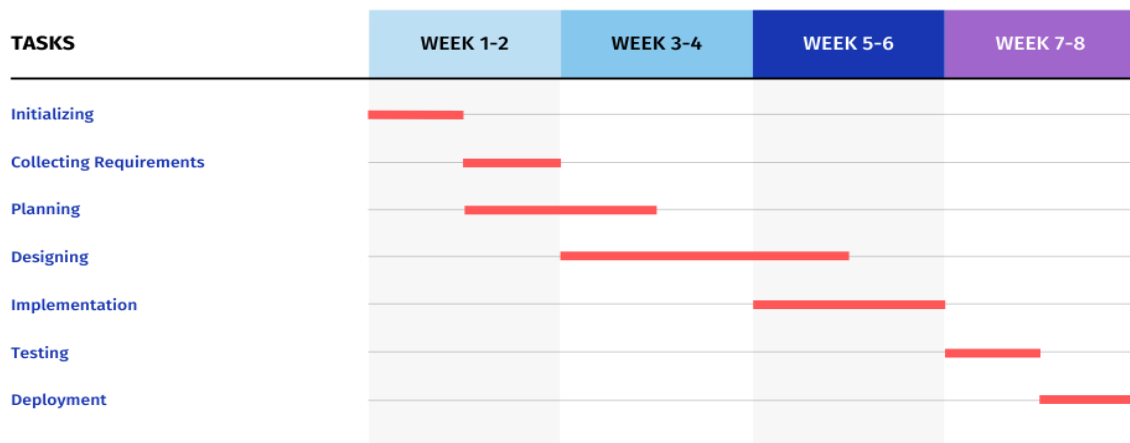 TASKS WEEK 1-2 WEEK 3-4 WEEK 5-6 WEEK 7-8
Initializing
Collecting Requirements
Planning
Designing
Implementation
Testing
Deployment